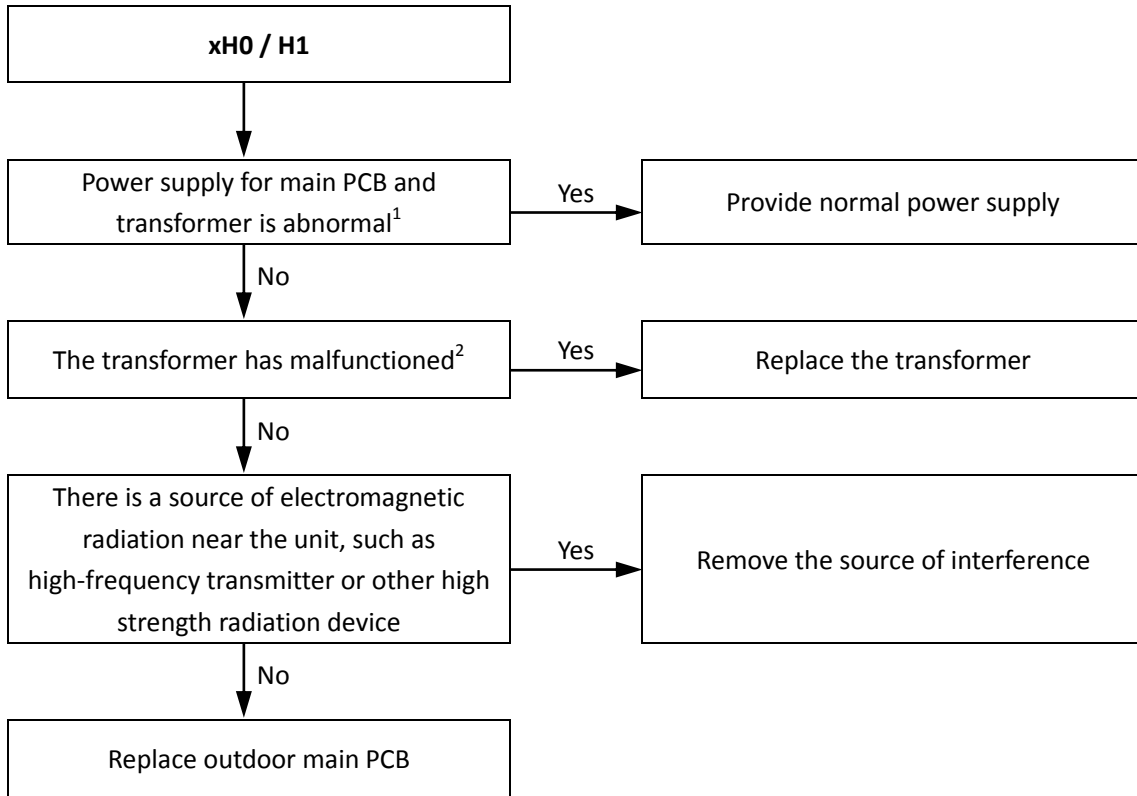 xH0 / H1
Power supply for main PCB and
transformer is abnormal¹
Yes
Provide normal power supply
No
The transformer has malfunctioned²
Yes
Replace the transformer
No
There is a source of electromagnetic
radiation near the unit, such as
high-frequency transmitter or other high
strength radiation device
Yes
Remove the source of interference
No
Replace outdoor main PCB